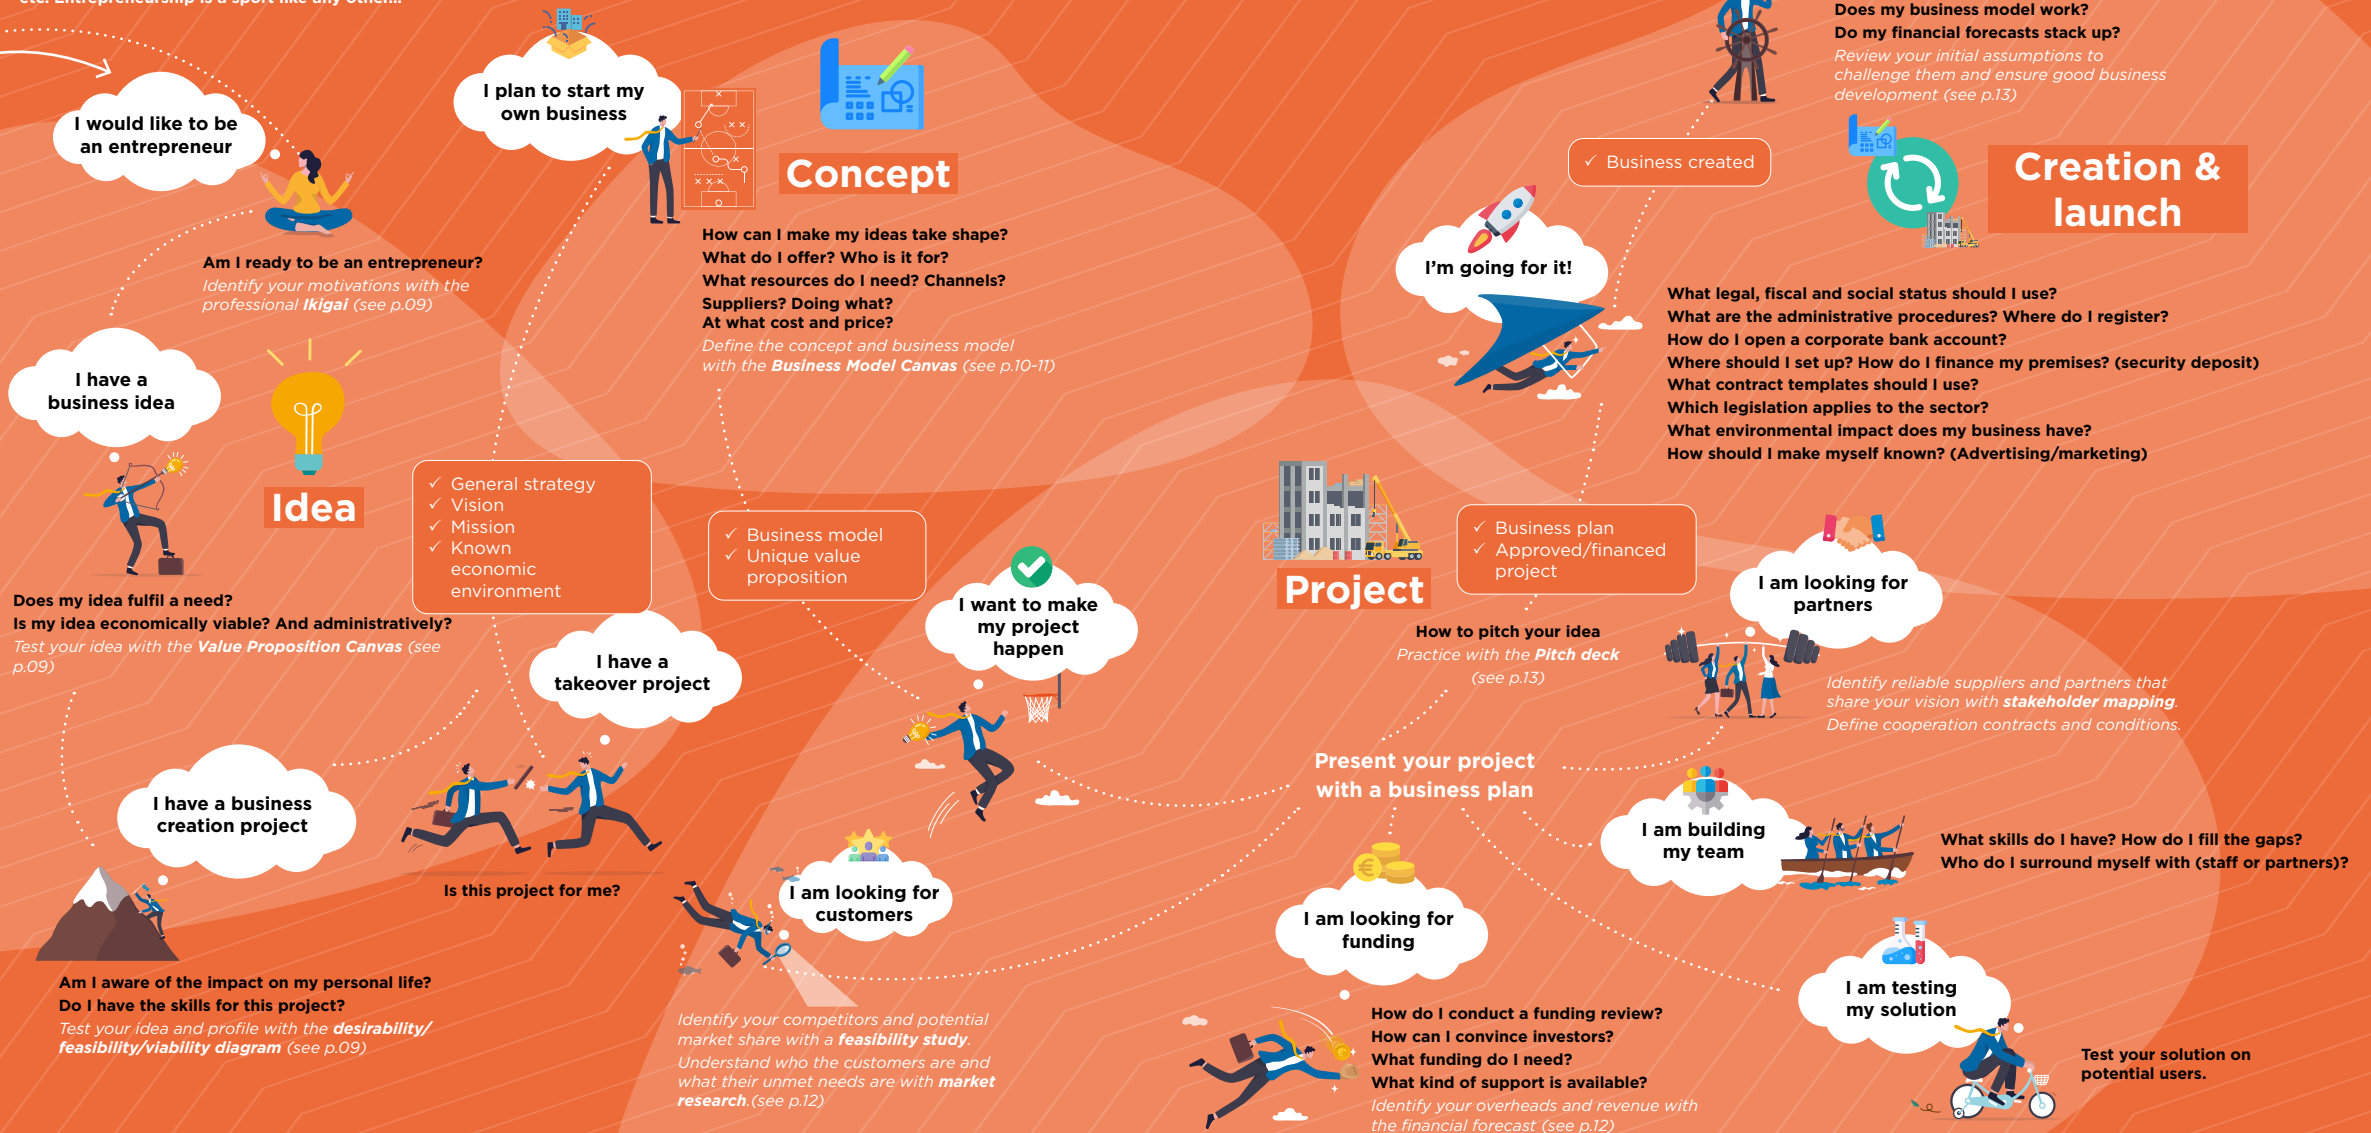 etc. Entrepreneurship is a sport like any other...
I would like to be
an entrepreneur
Am I ready to be an entrepreneur?
Identify your motivations with the
professional Ikigai (see p.09)
I have a
business idea
Idea
Does my idea fulfil a need?
Is my idea economically viable? And administratively?
Test your idea with the Value Proposition Canvas (see
p.09)
I have a business
creation project
Am I aware of the impact on my personal life?
Do I have the skills for this project?
Test your idea and profile with the desirability/
feasibility/viability diagram (see p.09)
I have a
takeover project
Is this project for me?
✓ General strategy
✓ Vision
✓ Mission
✓ Known
economic
environment
I plan to start my
own business
Concept
How can I make my ideas take shape?
What do I offer? Who is it for?
What resources do I need? Channels?
Suppliers? Doing what?
At what cost and price?
Define the concept and business model
with the Business Model Canvas (see p.10-11)
✓ Business model
✓ Unique value
proposition
I want to make
my project
happen
Project
Present your project
with a business plan
I am looking for
customers
Identify your competitors and potential
market share with a feasibility study.
Understand who the customers are and
what their unmet needs are with market
research.(see p.12)
I am looking for
funding
How do I conduct a funding review?
How can I convince investors?
What funding do I need?
What kind of support is available?
Identify your overheads and revenue with
the financial forecast (see p.12)
I am testing
my solution
Test your solution on
potential users.
I am building
my team
What skills do I have? How do I fill the gaps?
Who do I surround myself with (staff or partners)?
I am looking for
partners
Identify reliable suppliers and partners that
share your vision with stakeholder mapping.
Define cooperation contracts and conditions.
How to pitch your idea
Practice with the Pitch deck
(see p.13)
✓ Business plan
✓ Approved/financed
project
I'm going for it!
Creation &
launch
What legal, fiscal and social status should I use?
What are the administrative procedures? Where do I register?
How do I open a corporate bank account?
Where should I set up? How do I finance my premises? (security deposit)
What contract templates should I use?
Which legislation applies to the sector?
What environmental impact does my business have?
How should I make myself known? (Advertising/marketing)
✓ Business created
Does my business model work?
Do my financial forecasts stack up?
Review your initial assumptions to
challenge them and ensure good business
development (see p.13)